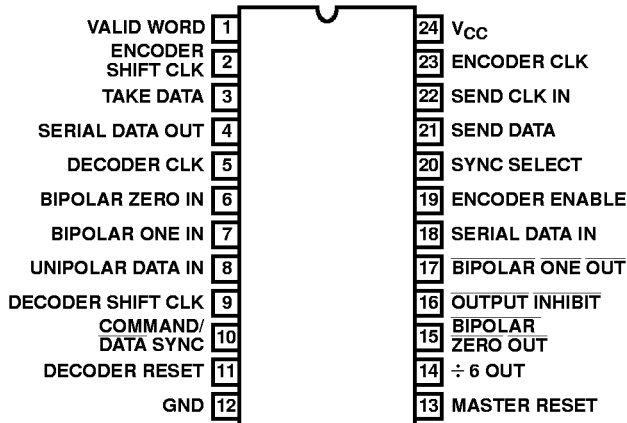 VALID WORD 1
ENCODER
SHIFT CLK 2
TAKE DATA 3
SERIAL DATA OUT 4
DECODER CLK 5
BIPOLAR ZERO IN 6
BIPOLAR ONE IN 7
UNIPOLAR DATA IN 8
DECODER SHIFT CLK 9
COMMAND/
DATA SYNC 10
DECODER RESET 11
GND 12
24 VCC
23 ENCODER CLK
22 SEND CLK IN
21 SEND DATA
20 SYNC SELECT
19 ENCODER ENABLE
18 SERIAL DATA IN
17 BIPOLAR ONE OUT
16 OUTPUT INHIBIT
15 BIPOLAR
ZERO OUT
14 ÷ 6 OUT
13 MASTER RESET